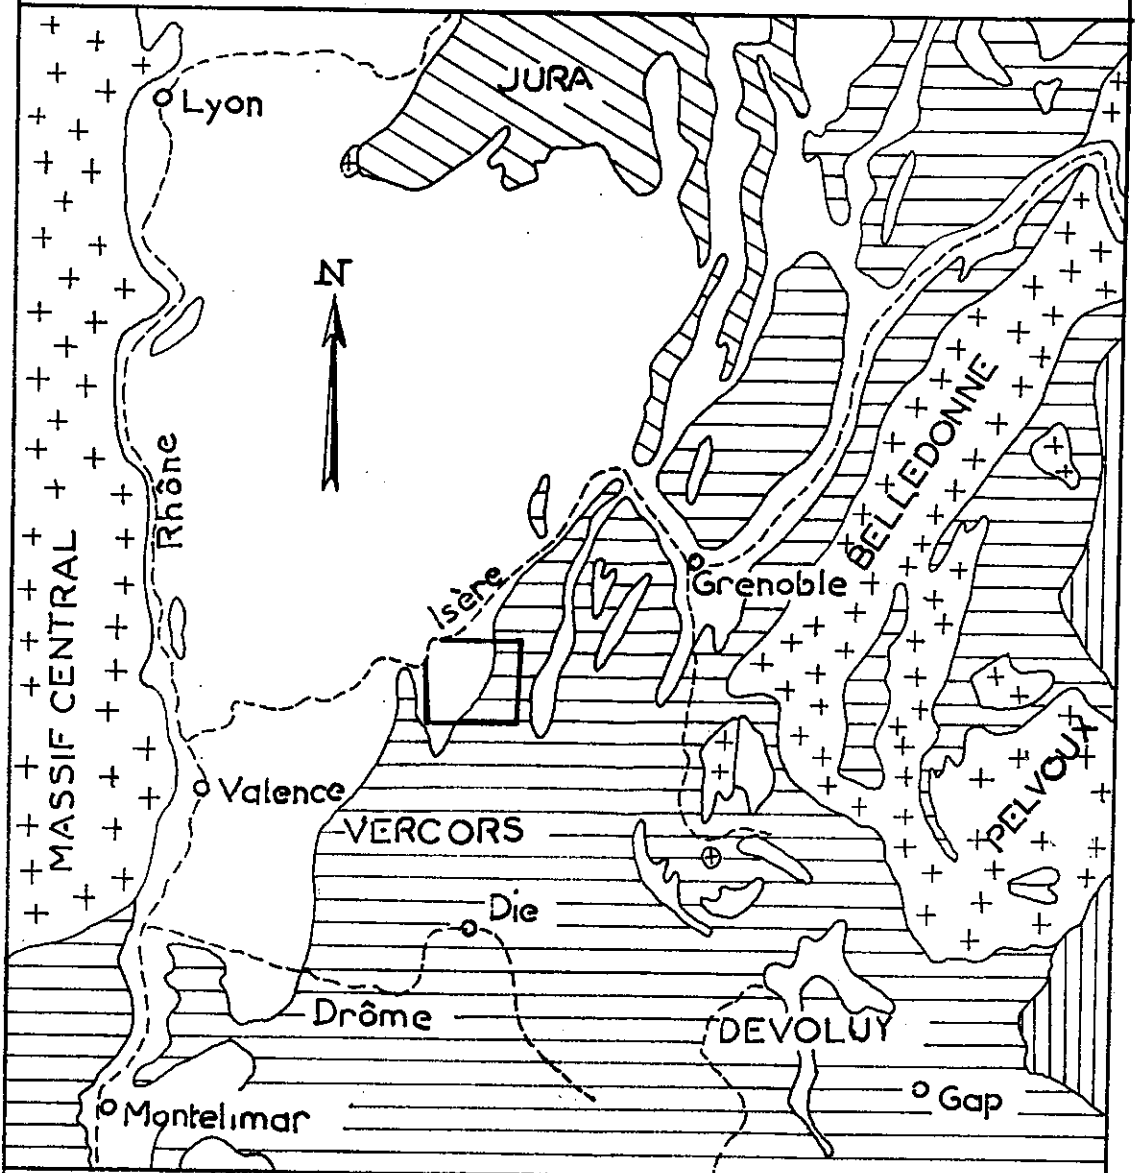 JURA
Lyon
N
Rhône
BELLEDONNE
Isère
Grenoble
MASSIF CENTRAL
Valence
PELVOUX
VERCORS
Die
Drôme
DEVOLUY
Gap
Montelimar